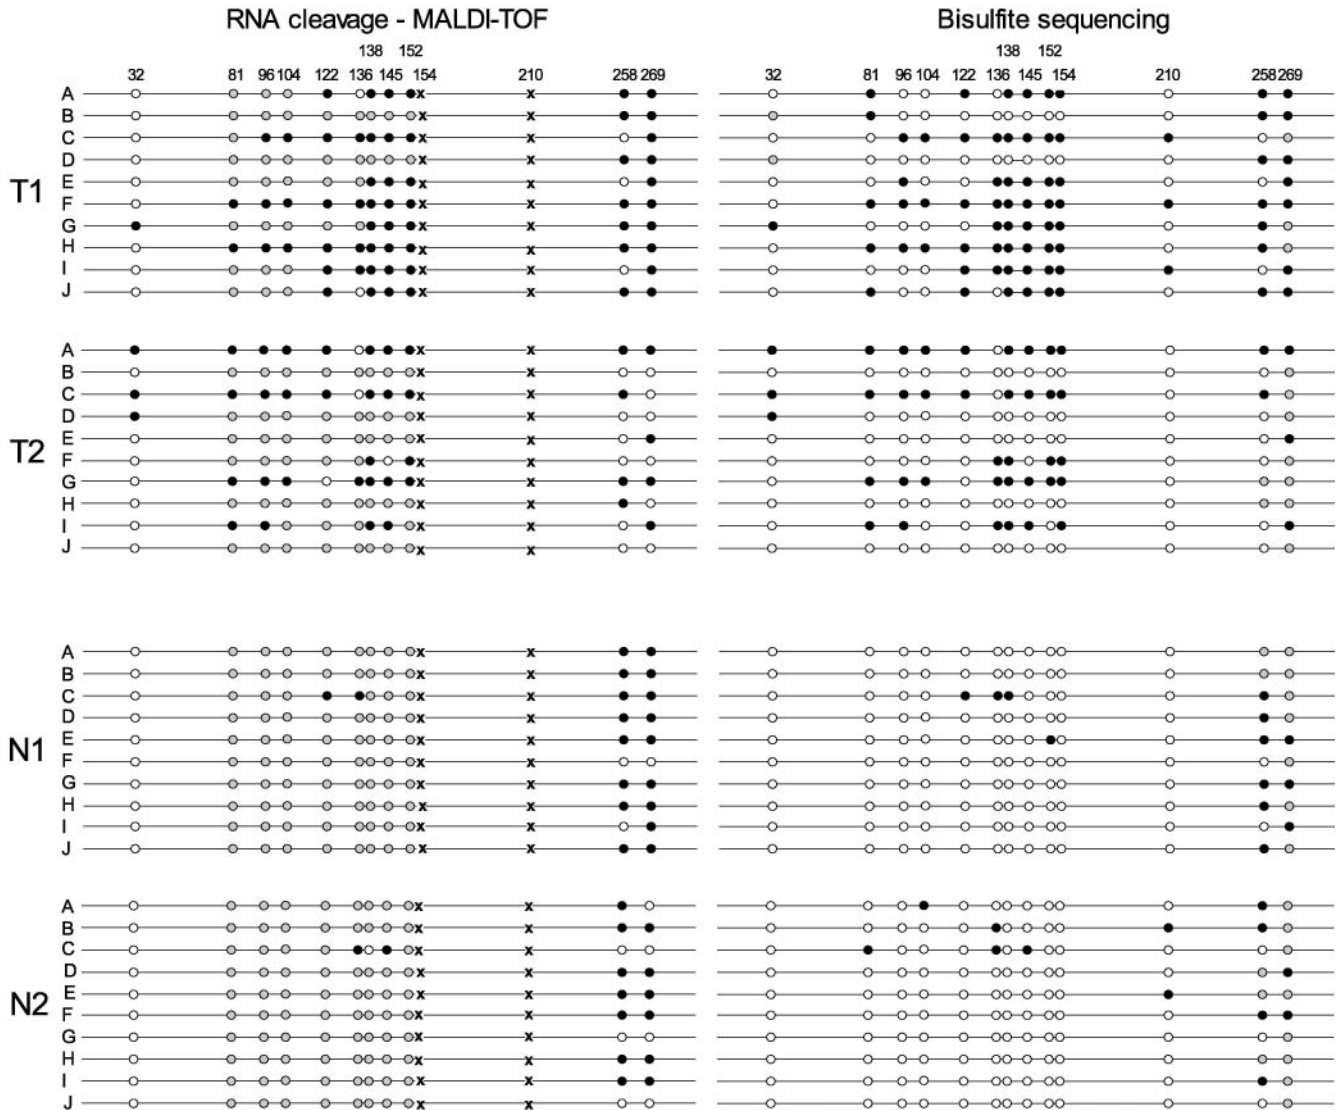 RNA cleavage - MALDI-TOF Bisulfite sequencing
138 152 138 152
32 81 96 104 122 136 145 154 210 258 269 32 81 96 104 122 136 145 154 210 258 269
T1
A x x
B x x
C x x
D x x
E x x
F x x
G x x
H x x
I x x
J x x
T2
A x x
B x x
C x x
D x x
E x x
F x x
G x x
H x x
I x x
J x x
N1
A x x
B x x
C x x
D x x
E x x
F x x
G x x
H x x
I x x
J x x
N2
A x x
B x x
C x x
D x x
E x x
F x x
G x x
H x x
I x x
J x x